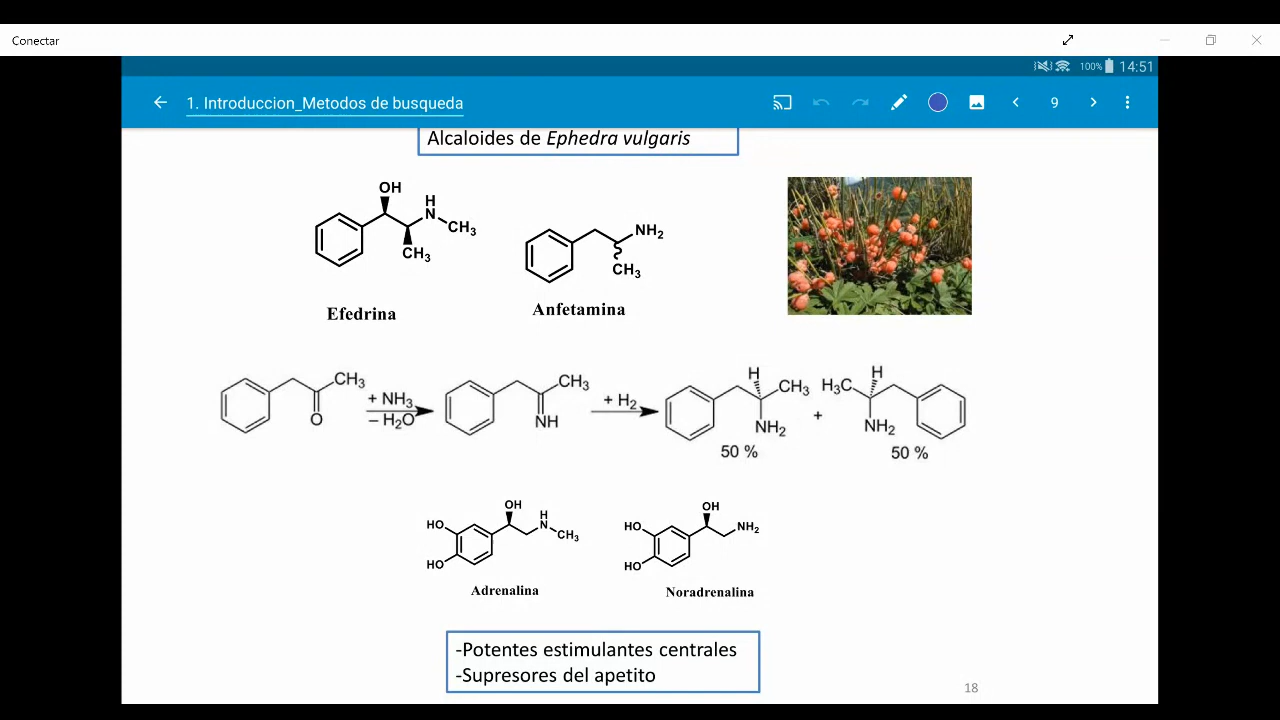 Conectar
100% 14:51
1. Introduccion_Metodos de busqueda
9
Alcaloides de Ephedra vulgaris
OH
H
N
CH3
CH3
Efedrina
NH2
CH3
Anfetamina
CH3
O
+ NH3
– H2O
CH3
NH
+ H2
H
CH3
NH2
50 %
+
H
H3C
NH2
50 %
OH
H
N
CH3
HO
HO
Adrenalina
OH
NH2
HO
HO
Noradrenalina
-Potentes estimulantes centrales
-Supresores del apetito
18